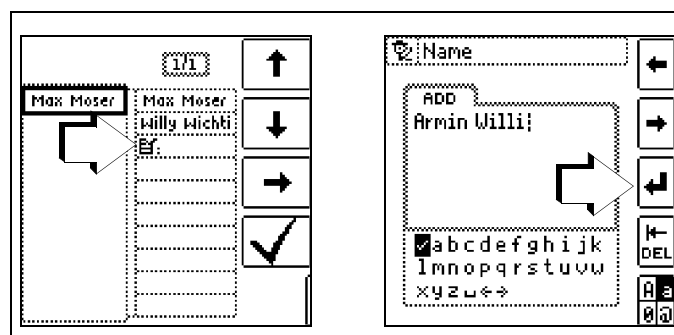 1/1
Max Moser
Max Moser
Willy Wichti
Name
ADD
Armin Willi
abcdefghijk
lmnopqrstuvw
xyz
DEL
A a
0 @